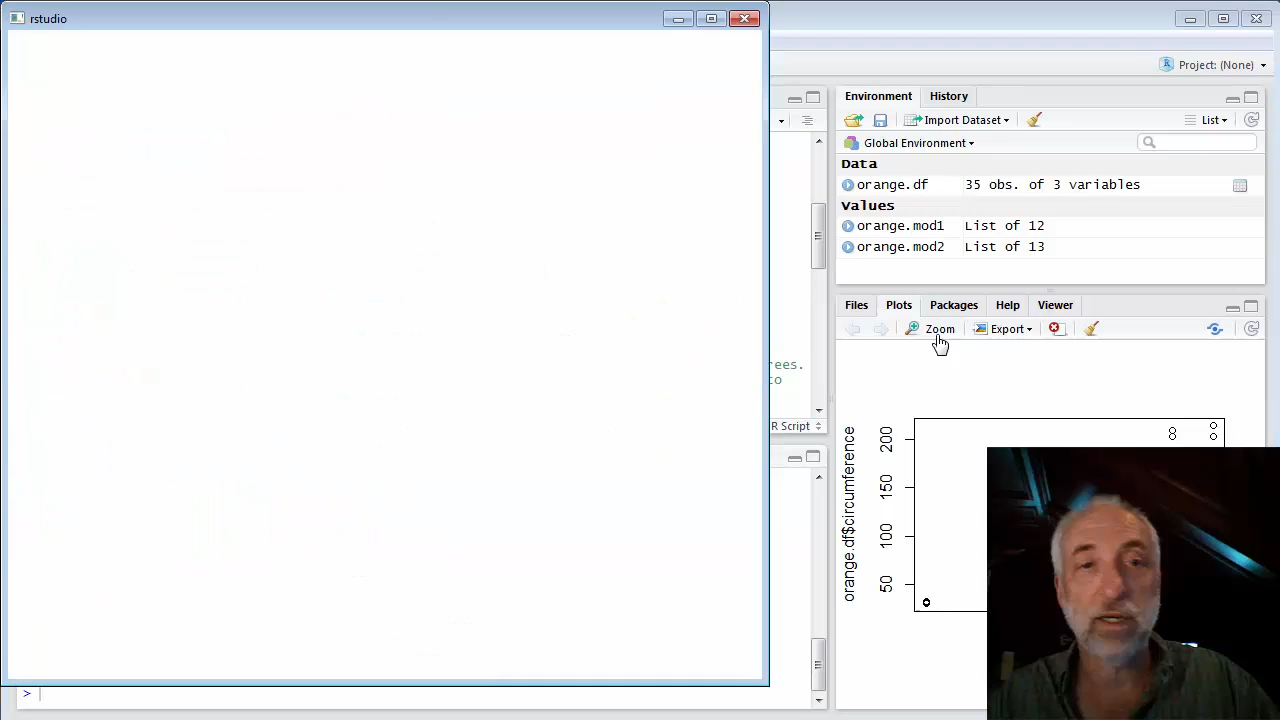 rstudio
Project: (None)
Environment History
Import Dataset List
Global Environment
Data
orange.df 35 obs. of 3 variables
Values
orange.mod1 List of 12
orange.mod2 List of 13
Files Plots Packages Help Viewer
Zoom Export
rees.
to
R Script
200
150
100
50
orange.df$circumference
>